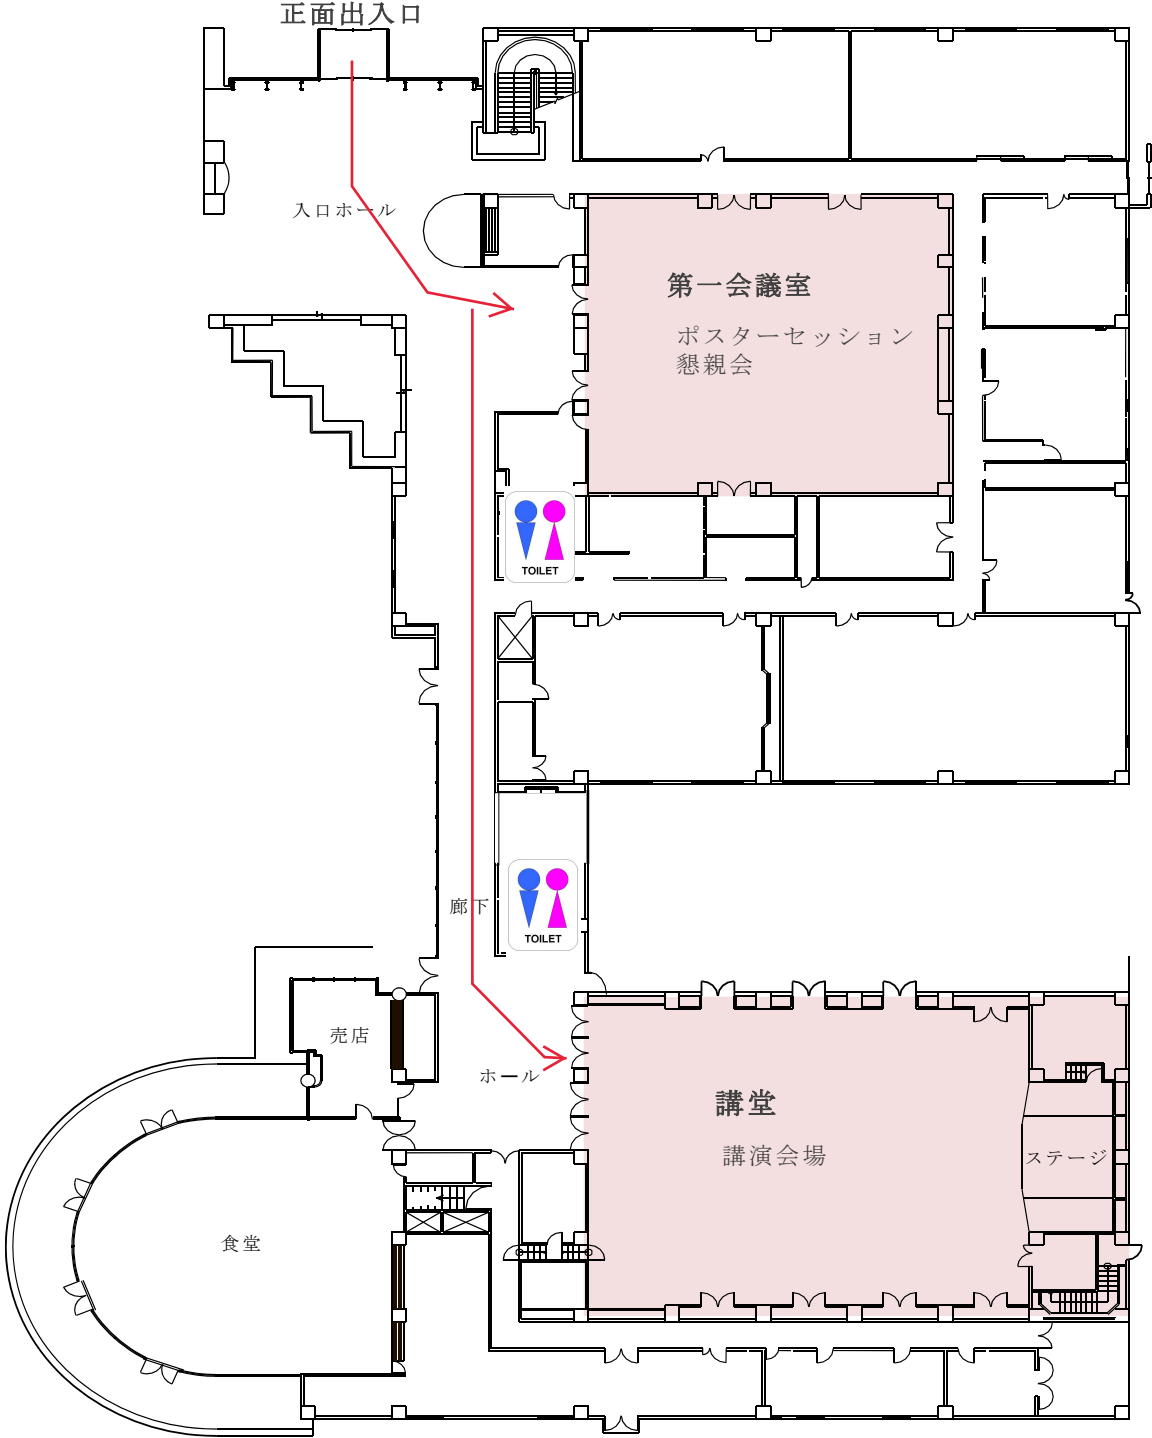 正面出入口
入口ホール
第一会議室
ポスターセッション
懇親会
TOILET
廊下
TOILET
売店
ホール
講堂
講演会場
ステージ
食堂